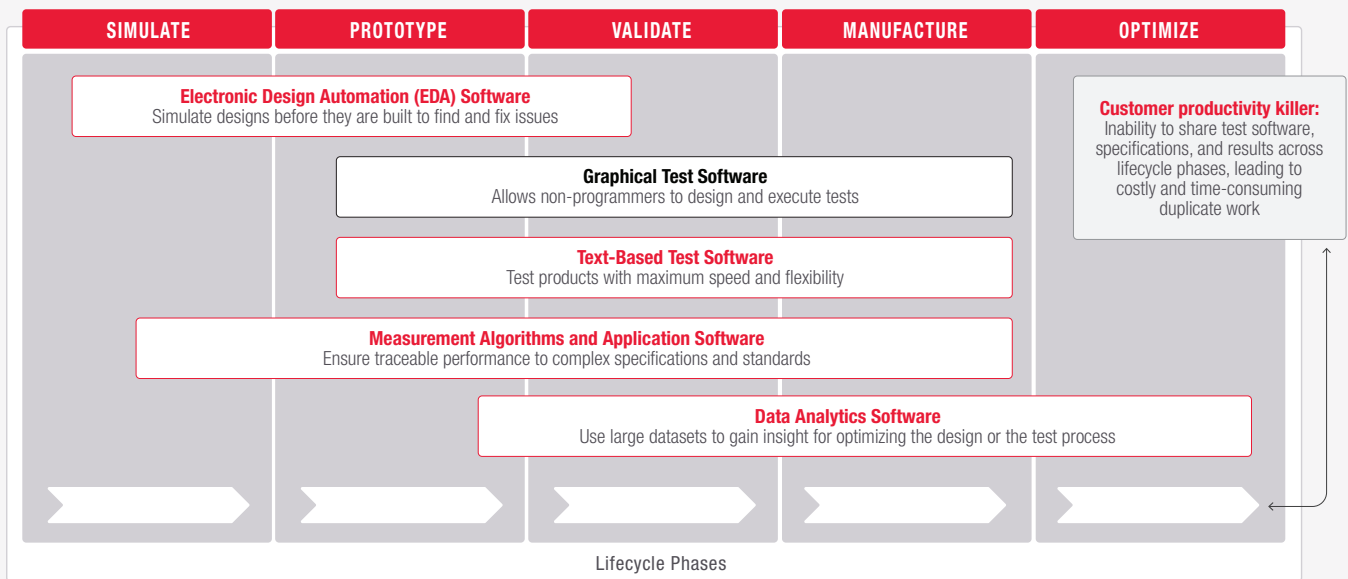 SIMULATE
PROTOTYPE
VALIDATE
MANUFACTURE
OPTIMIZE
Electronic Design Automation (EDA) Software
Simulate designs before they are built to find and fix issues
Graphical Test Software
Allows non-programmers to design and execute tests
Text-Based Test Software
Test products with maximum speed and flexibility
Measurement Algorithms and Application Software
Ensure traceable performance to complex specifications and standards
Data Analytics Software
Use large datasets to gain insight for optimizing the design or the test process
Customer productivity killer:
Inability to share test software,
specifications, and results across
lifecycle phases, leading to
costly and time-consuming
duplicate work
Lifecycle Phases